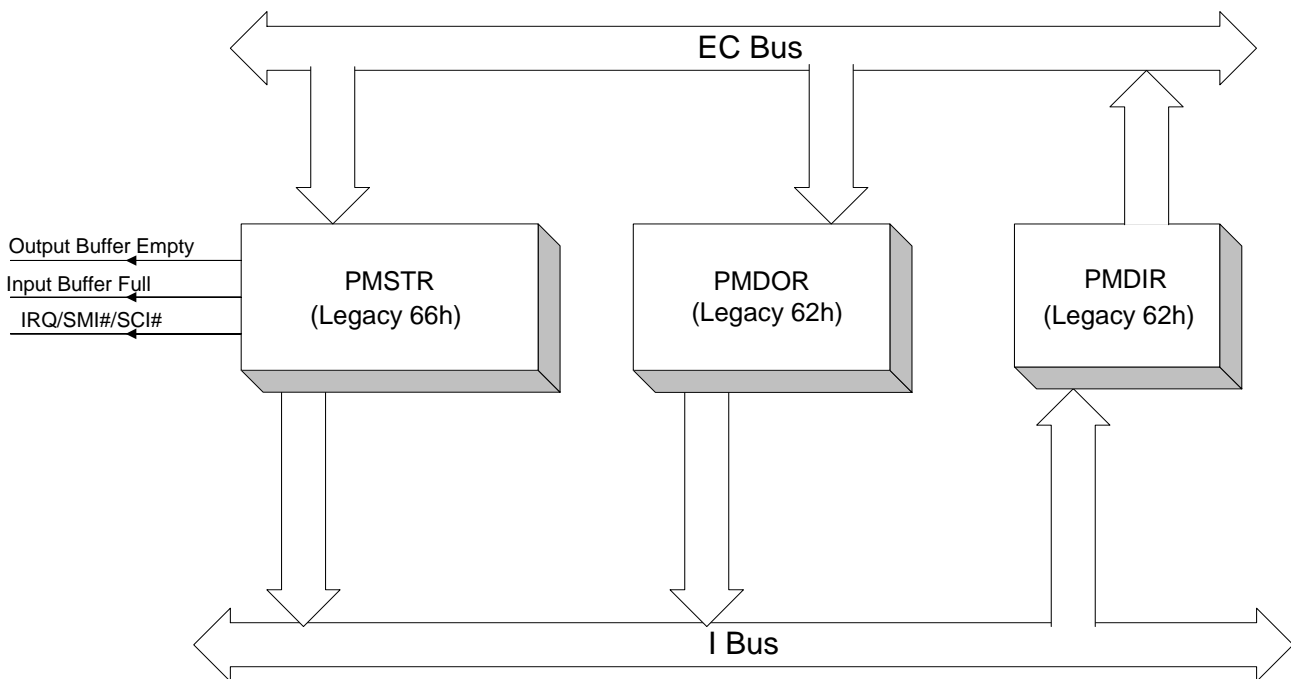 EC Bus
Output Buffer Empty
Input Buffer Full
IRQ/SMI#/SCI#
PMSTR
(Legacy 66h)
PMDOR
(Legacy 62h)
PMDIR
(Legacy 62h)
I Bus